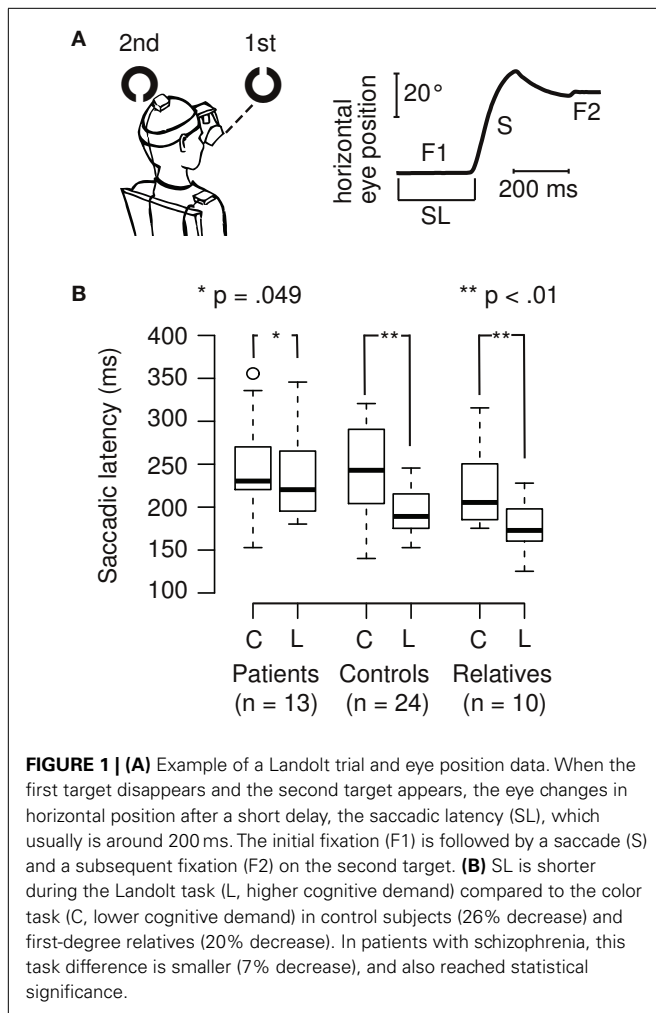 A
2nd 1st
20°
horizontal
eye position
F1
S
F2
200 ms
SL
B
* p = .049 ** p < .01
Saccadic latency (ms)
400
350
300
250
200
150
100
* ** **
C L C L C L
Patients Controls Relatives
(n = 13) (n = 24) (n = 10)
FIGURE 1 | (A) Example of a Landolt trial and eye position data. When the
first target disappears and the second target appears, the eye changes in
horizontal position after a short delay, the saccadic latency (SL), which
usually is around 200 ms. The initial fixation (F1) is followed by a saccade (S)
and a subsequent fixation (F2) on the second target. (B) SL is shorter
during the Landolt task (L, higher cognitive demand) compared to the color
task (C, lower cognitive demand) in control subjects (26% decrease) and
first-degree relatives (20% decrease). In patients with schizophrenia, this
task difference is smaller (7% decrease), and also reached statistical
significance.